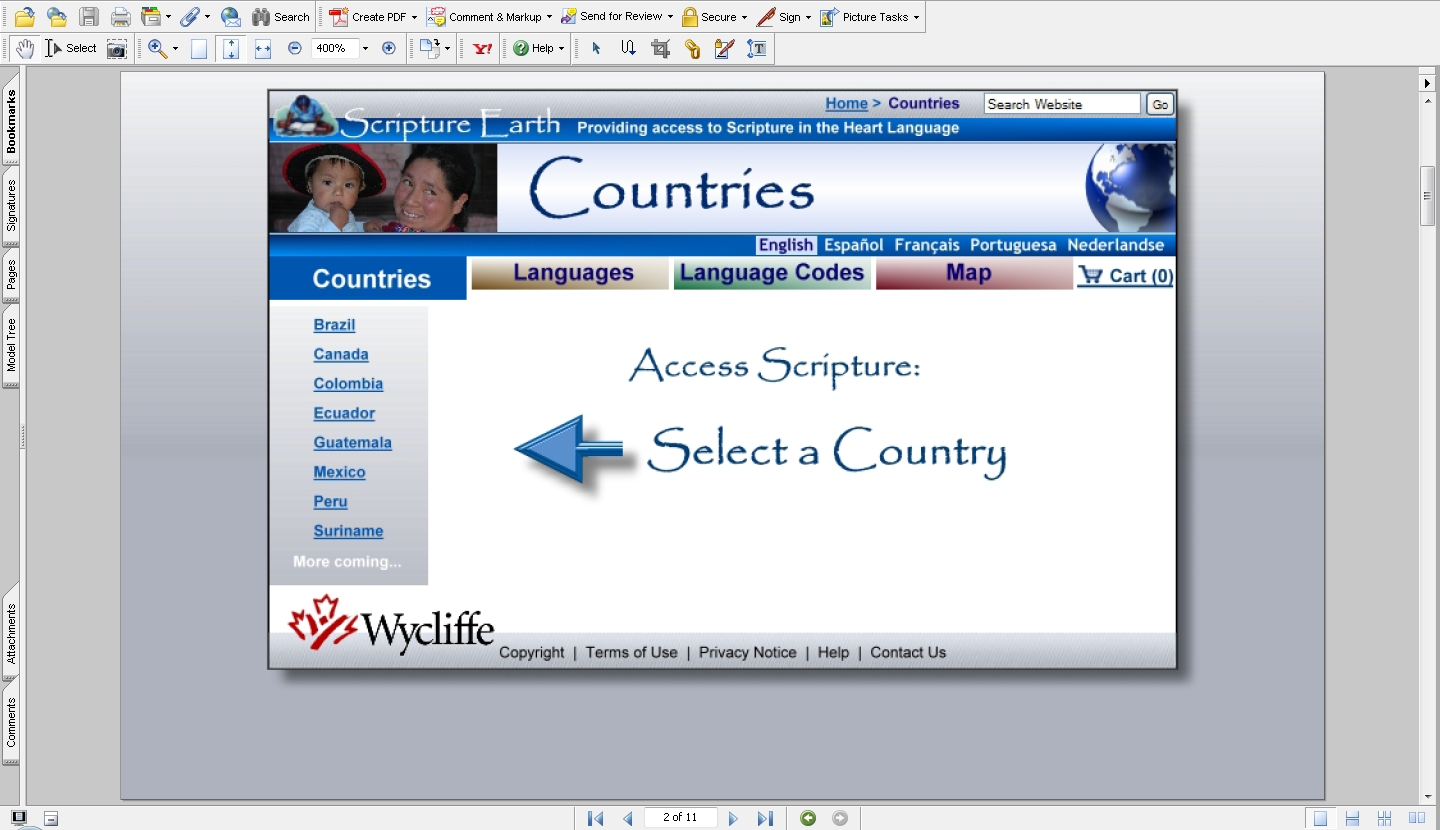 Search Create PDF Comment & Markup Send for Review Secure Sign Picture Tasks
Select 400% Y! Help
Bookmarks
Signatures
Pages
Model Tree
Attachments
Comments
Home > Countries Search Website Go
Scripture Earth Providing access to Scripture in the Heart Language
Countries
English Español Français Portuguesa Nederlandse
Countries Languages Language Codes Map Cart (0)
Brazil
Canada
Colombia
Ecuador
Guatemala
Mexico
Peru
Suriname
More coming...
Access Scripture:
Select a Country
Wycliffe
Copyright | Terms of Use | Privacy Notice | Help | Contact Us
2 of 11